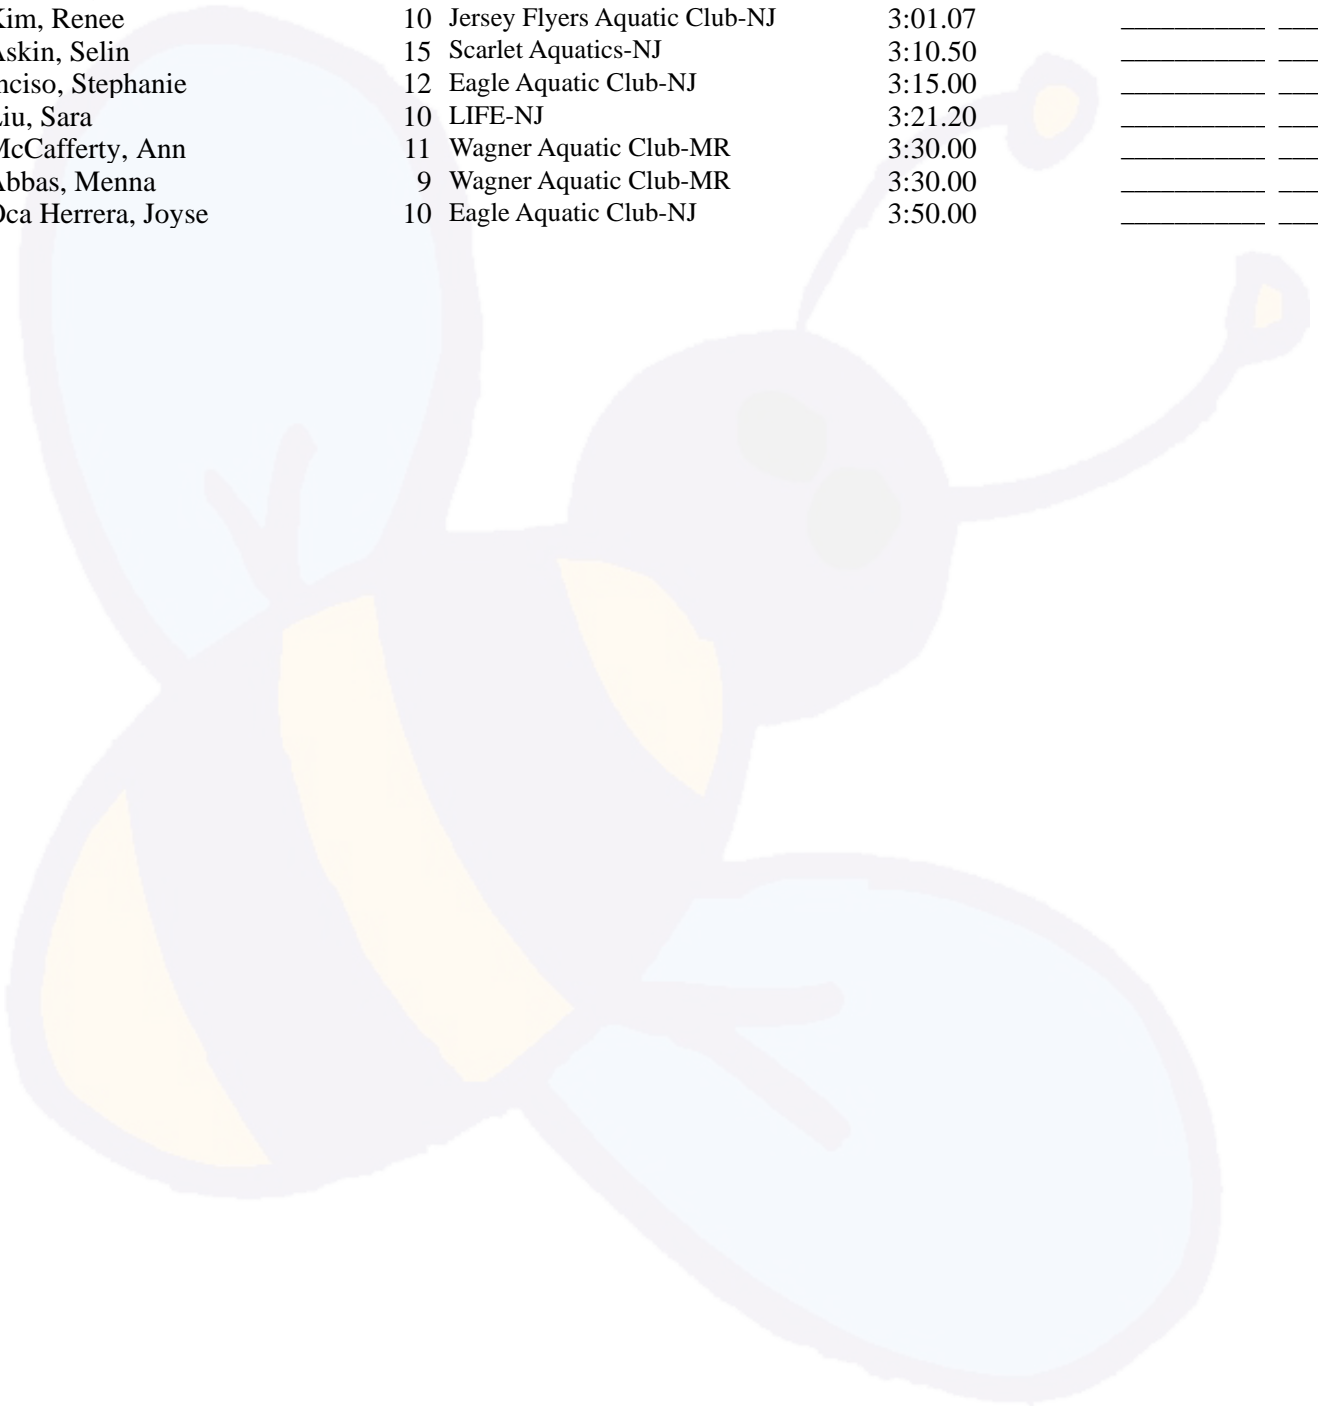 Kim, Renee 10 Jersey Flyers Aquatic Club-NJ 3:01.07
Askin, Selin 15 Scarlet Aquatics-NJ 3:10.50
nciso, Stephanie 12 Eagle Aquatic Club-NJ 3:15.00
Liu, Sara 10 LIFE-NJ 3:21.20
McCafferty, Ann 11 Wagner Aquatic Club-MR 3:30.00
Abbas, Menna 9 Wagner Aquatic Club-MR 3:30.00
Oca Herrera, Joyse 10 Eagle Aquatic Club-NJ 3:50.00